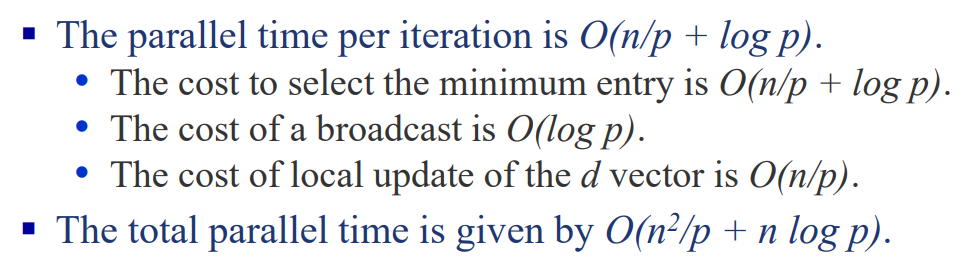 ▪ The parallel time per iteration is O(n/p + log p).
• The cost to select the minimum entry is O(n/p + log p).
• The cost of a broadcast is O(log p).
• The cost of local update of the d vector is O(n/p).
▪ The total parallel time is given by O(n²/p + n log p).